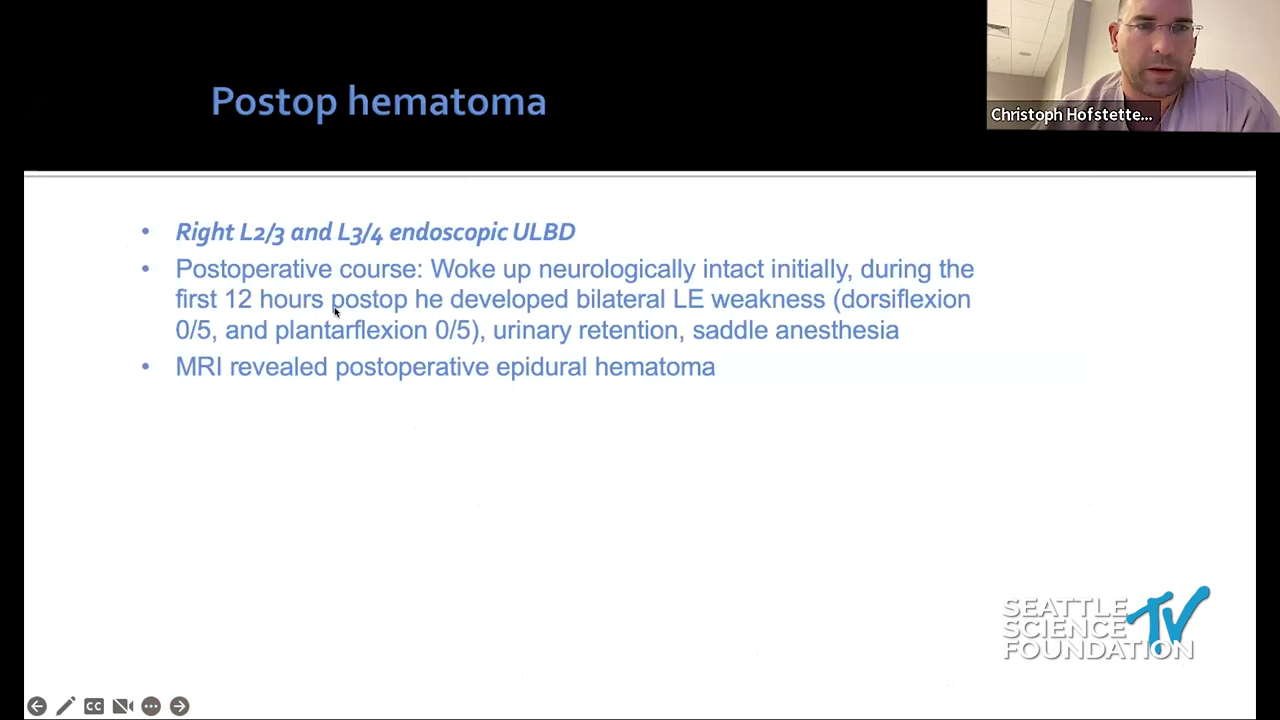 Postop hematoma
Christoph Hofstette...
• Right L2/3 and L3/4 endoscopic ULBD
• Postoperative course: Woke up neurologically intact initially, during the
first 12 hours postop he developed bilateral LE weakness (dorsiflexion
0/5, and plantarflexion 0/5), urinary retention, saddle anesthesia
• MRI revealed postoperative epidural hematoma
SEATTLE
SCIENCE
FOUNDATION
TV
CC